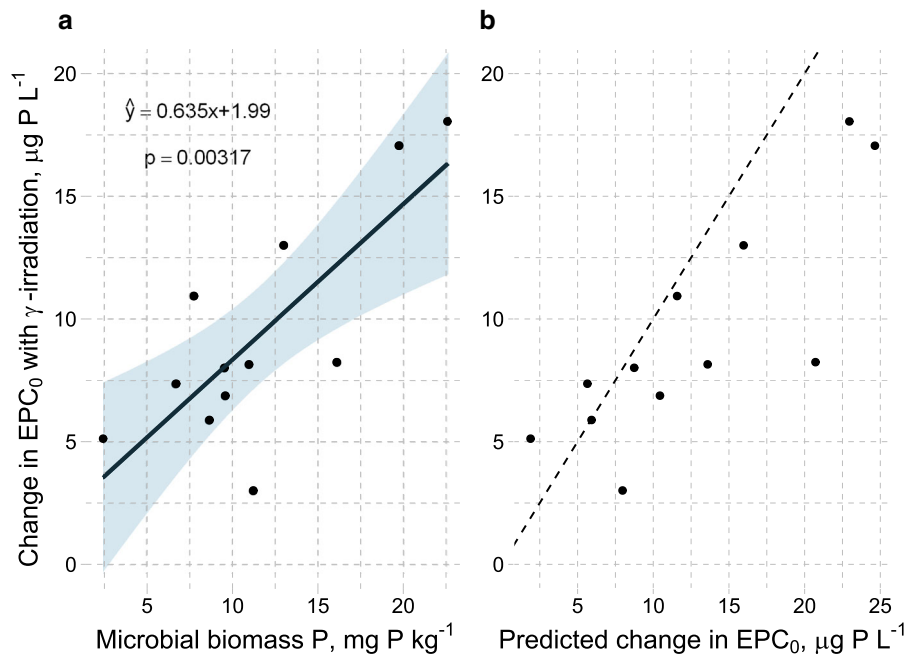 a
b
Change in EPC₀ with γ-irradiation, μg P L⁻¹
ŷ = 0.635x+1.99
p = 0.00317
20
15
10
5
0
5
10
15
20
Microbial biomass P, mg P kg⁻¹
20
15
10
5
0
5
10
15
20
25
Predicted change in EPC₀, μg P L⁻¹